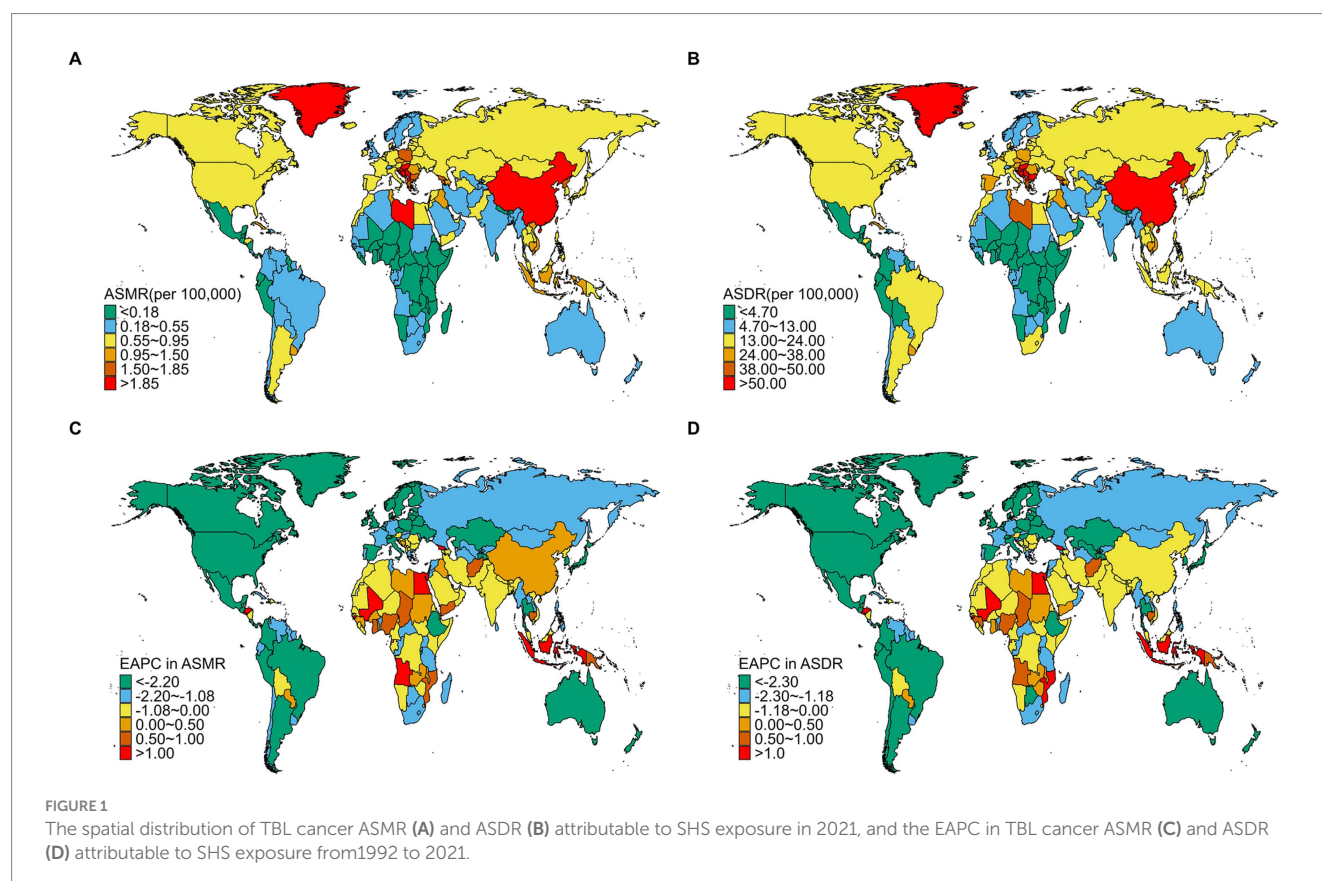 A
B
ASMR(per 100,000)
<0.18
0.18~0.55
0.55~0.95
0.95~1.50
1.50~1.85
>1.85
ASDR(per 100,000)
<4.70
4.70~13.00
13.00~24.00
24.00~38.00
38.00~50.00
>50.00
C
D
EAPC in ASMR
<-2.20
-2.20~-1.08
-1.08~0.00
0.00~0.50
0.50~1.00
>1.00
EAPC in ASDR
<-2.30
-2.30~-1.18
-1.18~0.00
0.00~0.50
0.50~1.00
>1.0
FIGURE 1
The spatial distribution of TBL cancer ASMR (A) and ASDR (B) attributable to SHS exposure in 2021, and the EAPC in TBL cancer ASMR (C) and ASDR
(D) attributable to SHS exposure from1992 to 2021.